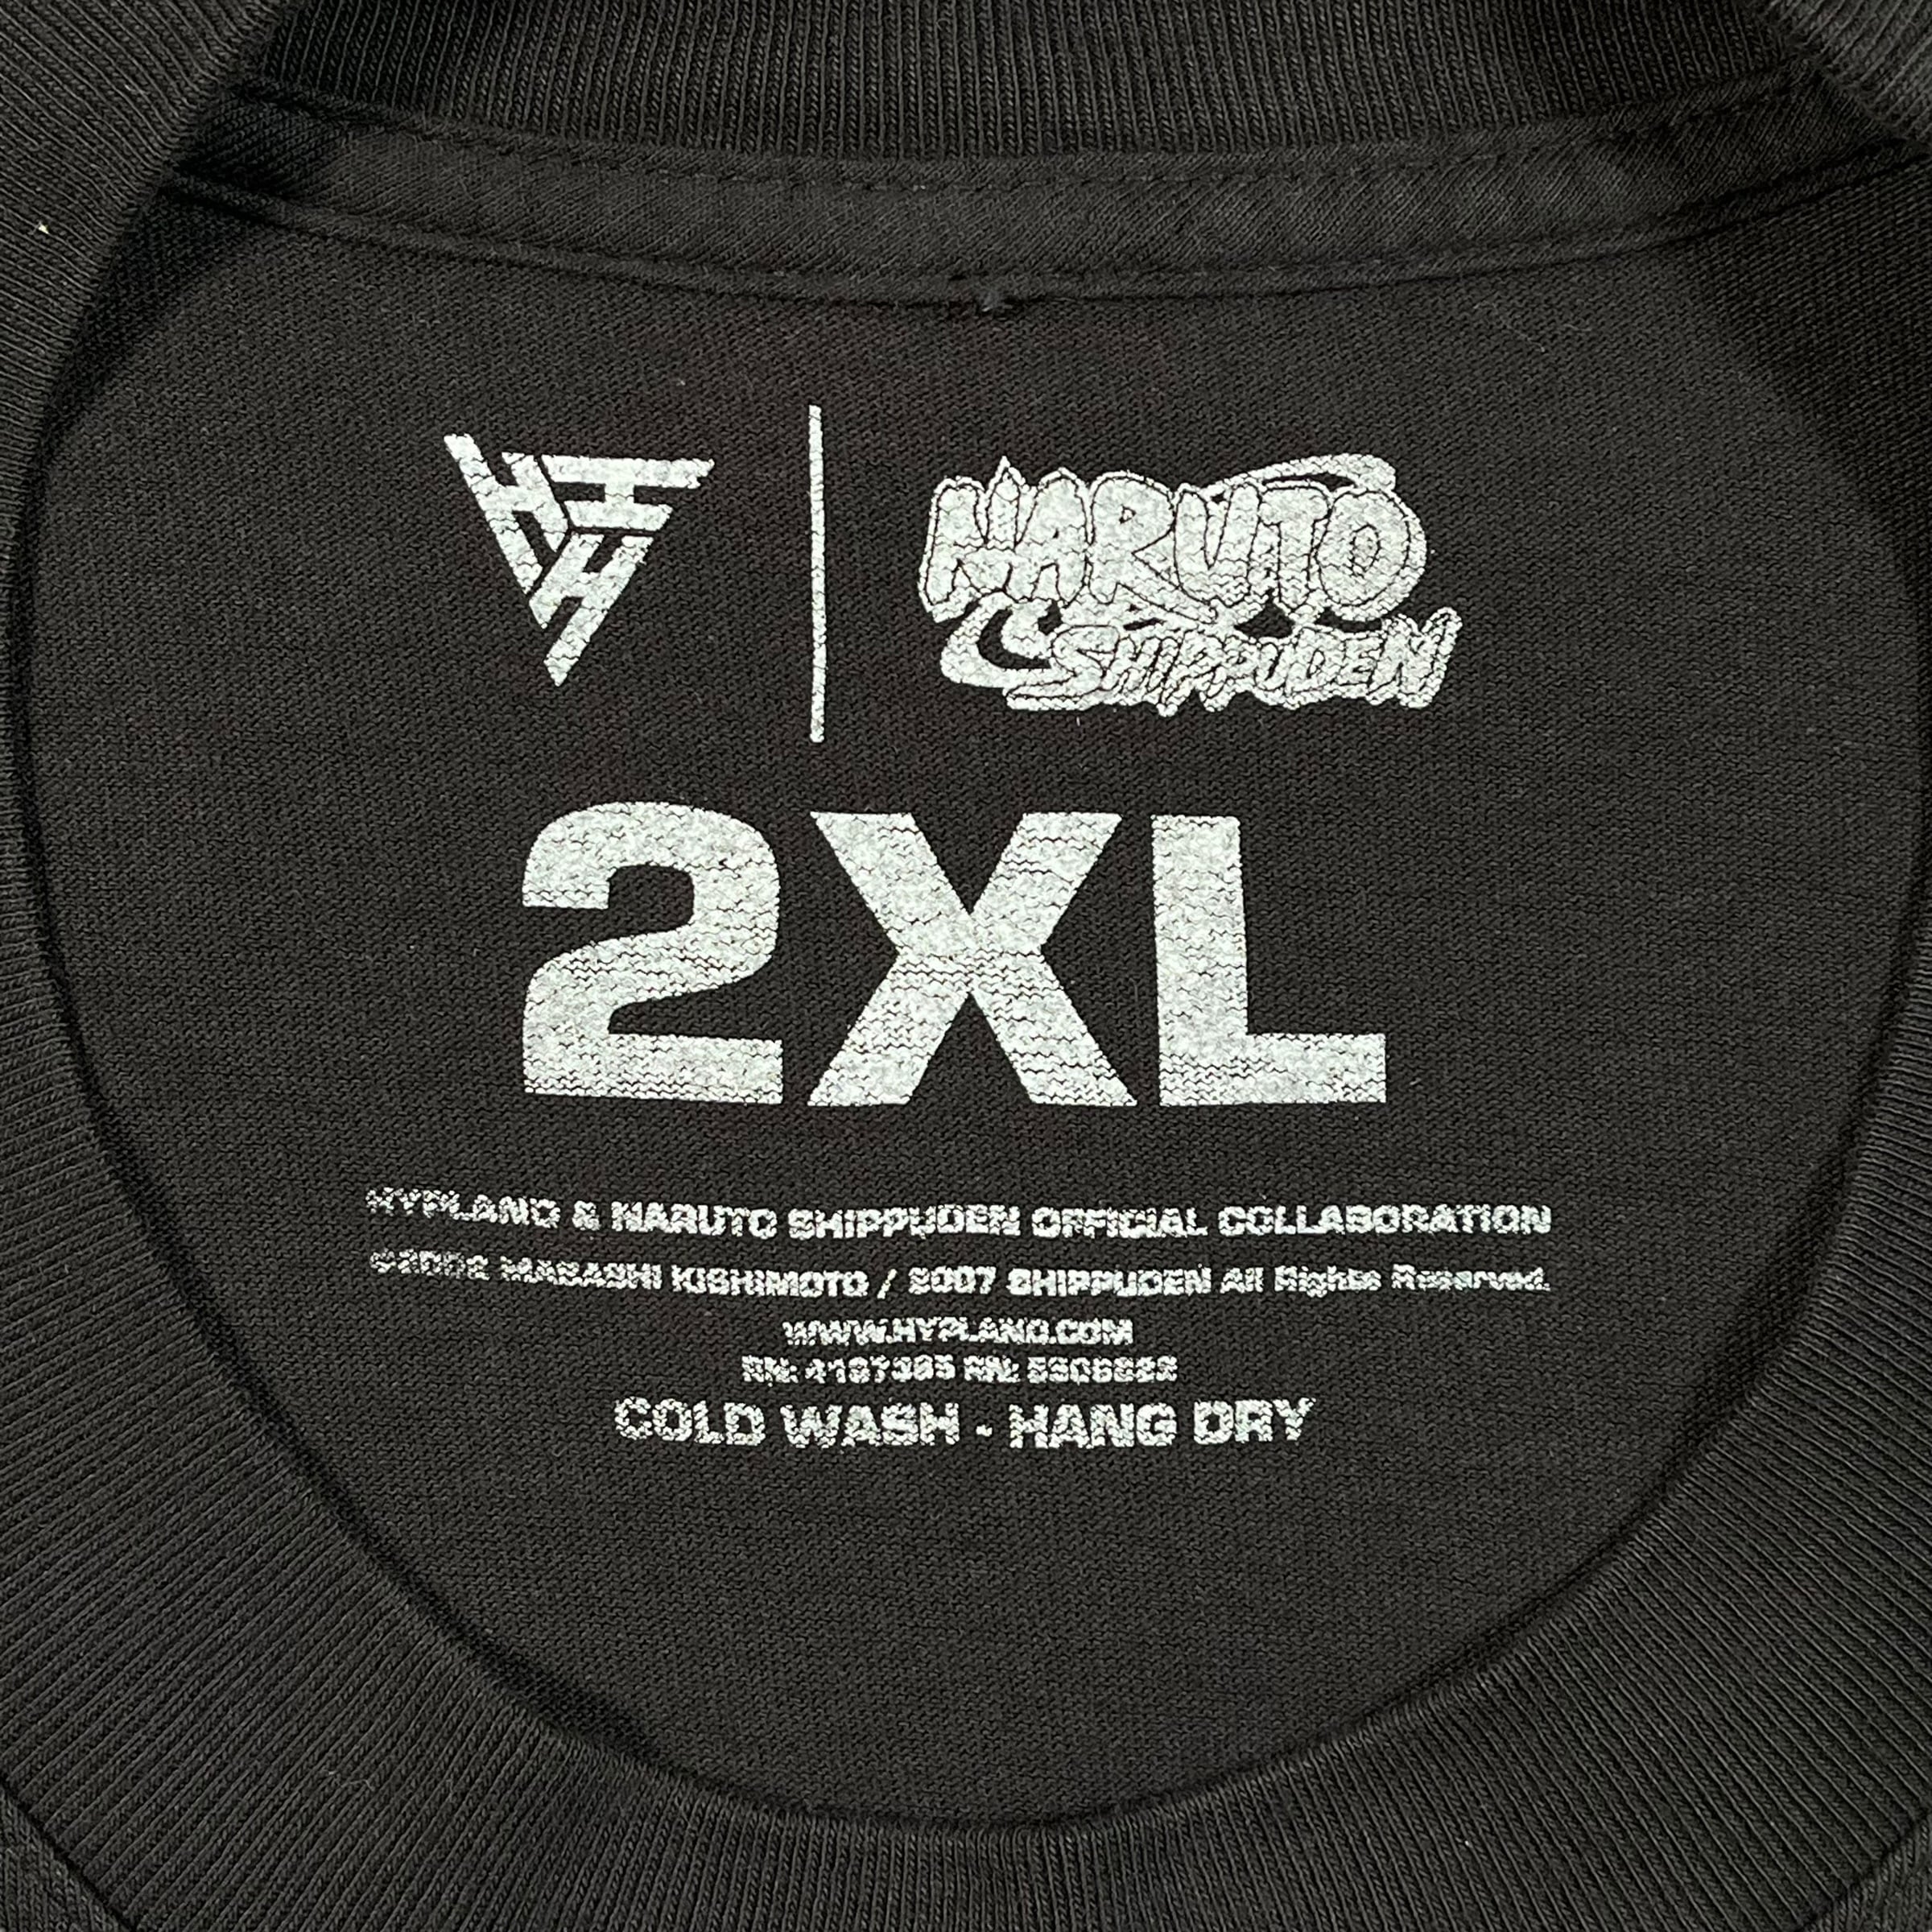 NARUTO
SHIPPUDEN
2XL
HYPLAND & NARUTO SHIPPUDEN OFFICIAL COLLABORATION
©2002 MASASHI KISHIMOTO / 2007 SHIPPUDEN All Rights Reserved.
WWW.HYPLAND.COM
RN:
COLD WASH - HANG DRY